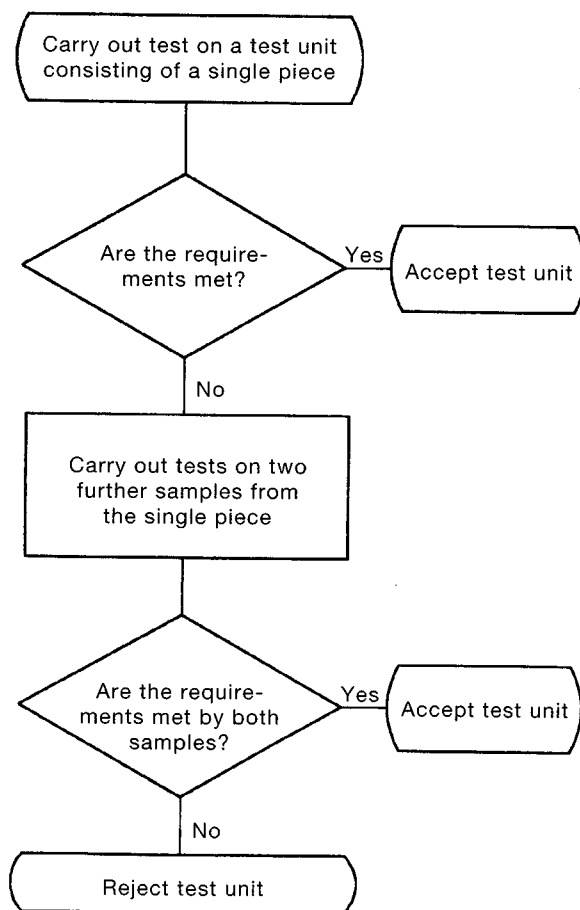 Carry out test on a test unit
consisting of a single piece
Are the require-
ments met?
Yes
Accept test unit
No
Carry out tests on two
further samples from
the single piece
Are the require-
ments met by both
samples?
Yes
Accept test unit
No
Reject test unit